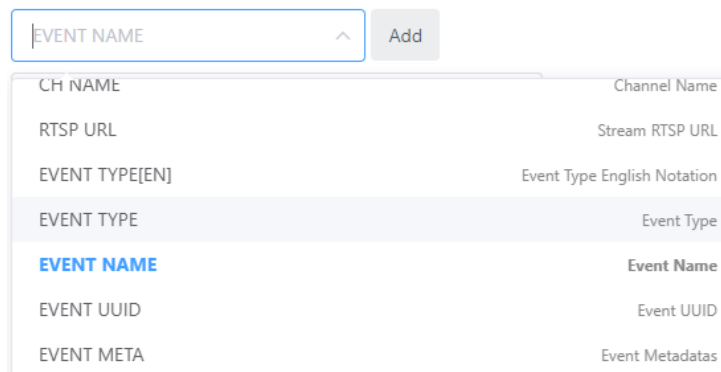 EVENT NAME Add
CH NAME Channel Name
RTSP URL Stream RTSP URL
EVENT TYPE[EN] Event Type English Notation
EVENT TYPE Event Type
EVENT NAME Event Name
EVENT UUID Event UUID
EVENT META Event Metadatas